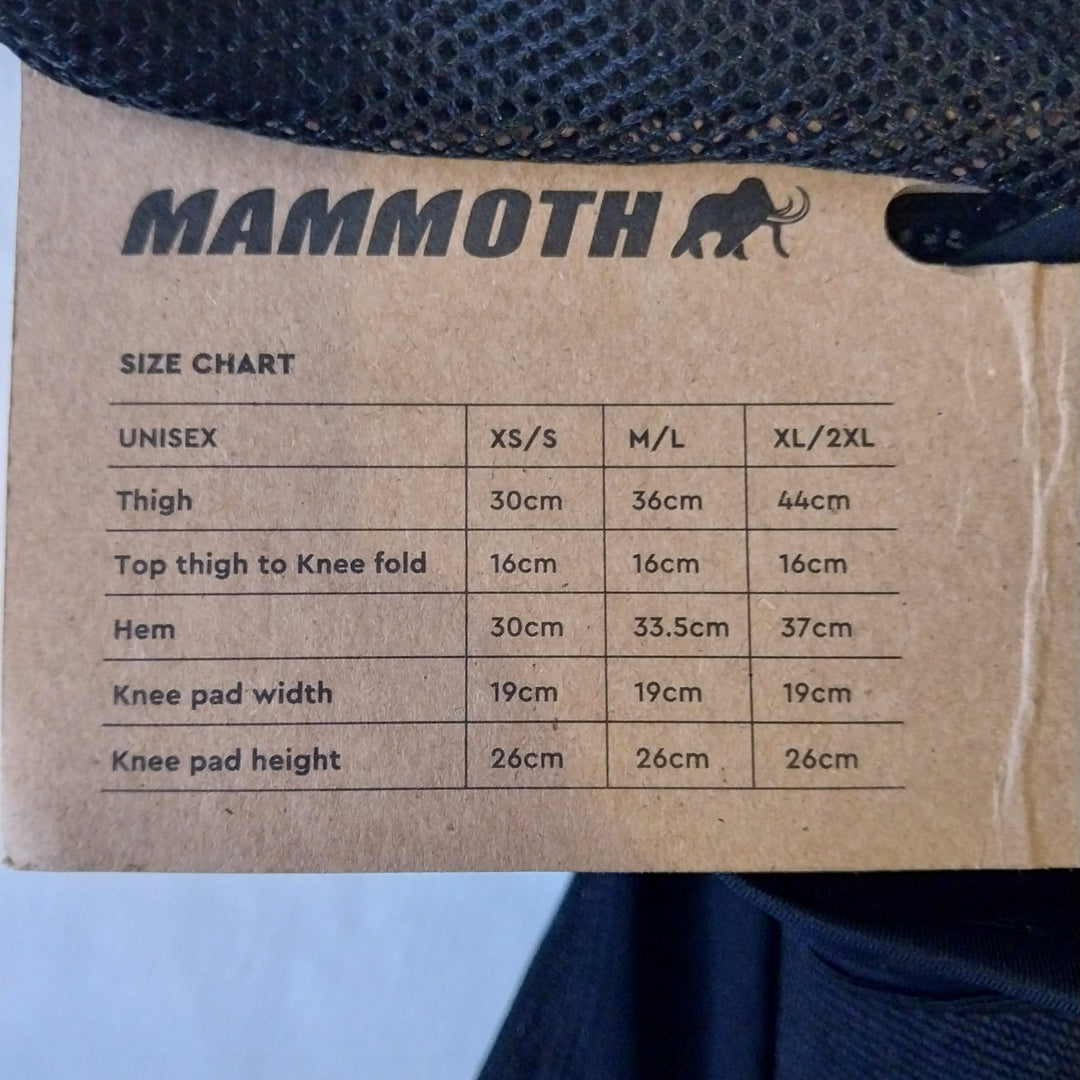 MAMMOTH
SIZE CHART
UNISEX XS/S M/L XL/2XL
Thigh 30cm 36cm 44cm
Top thigh to Knee fold 16cm 16cm 16cm
Hem 30cm 33.5cm 37cm
Knee pad width 19cm 19cm 19cm
Knee pad height 26cm 26cm 26cm